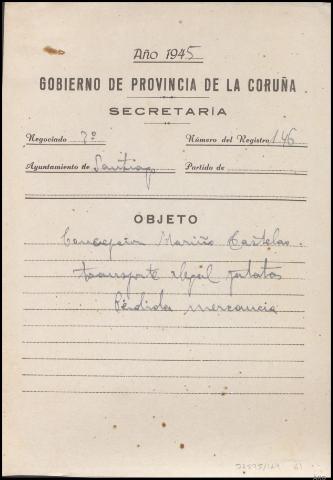 Año 1945
GOBIERNO DE PROVINCIA DE LA CORUÑA
SECRETARÍA
Negociado 7º Número del Registro 146
Ayuntamiento de Santiago Partido de
OBJETO
Concepción Mariño Castelao.
transporte ilegal patatas
Pérdida mercancía